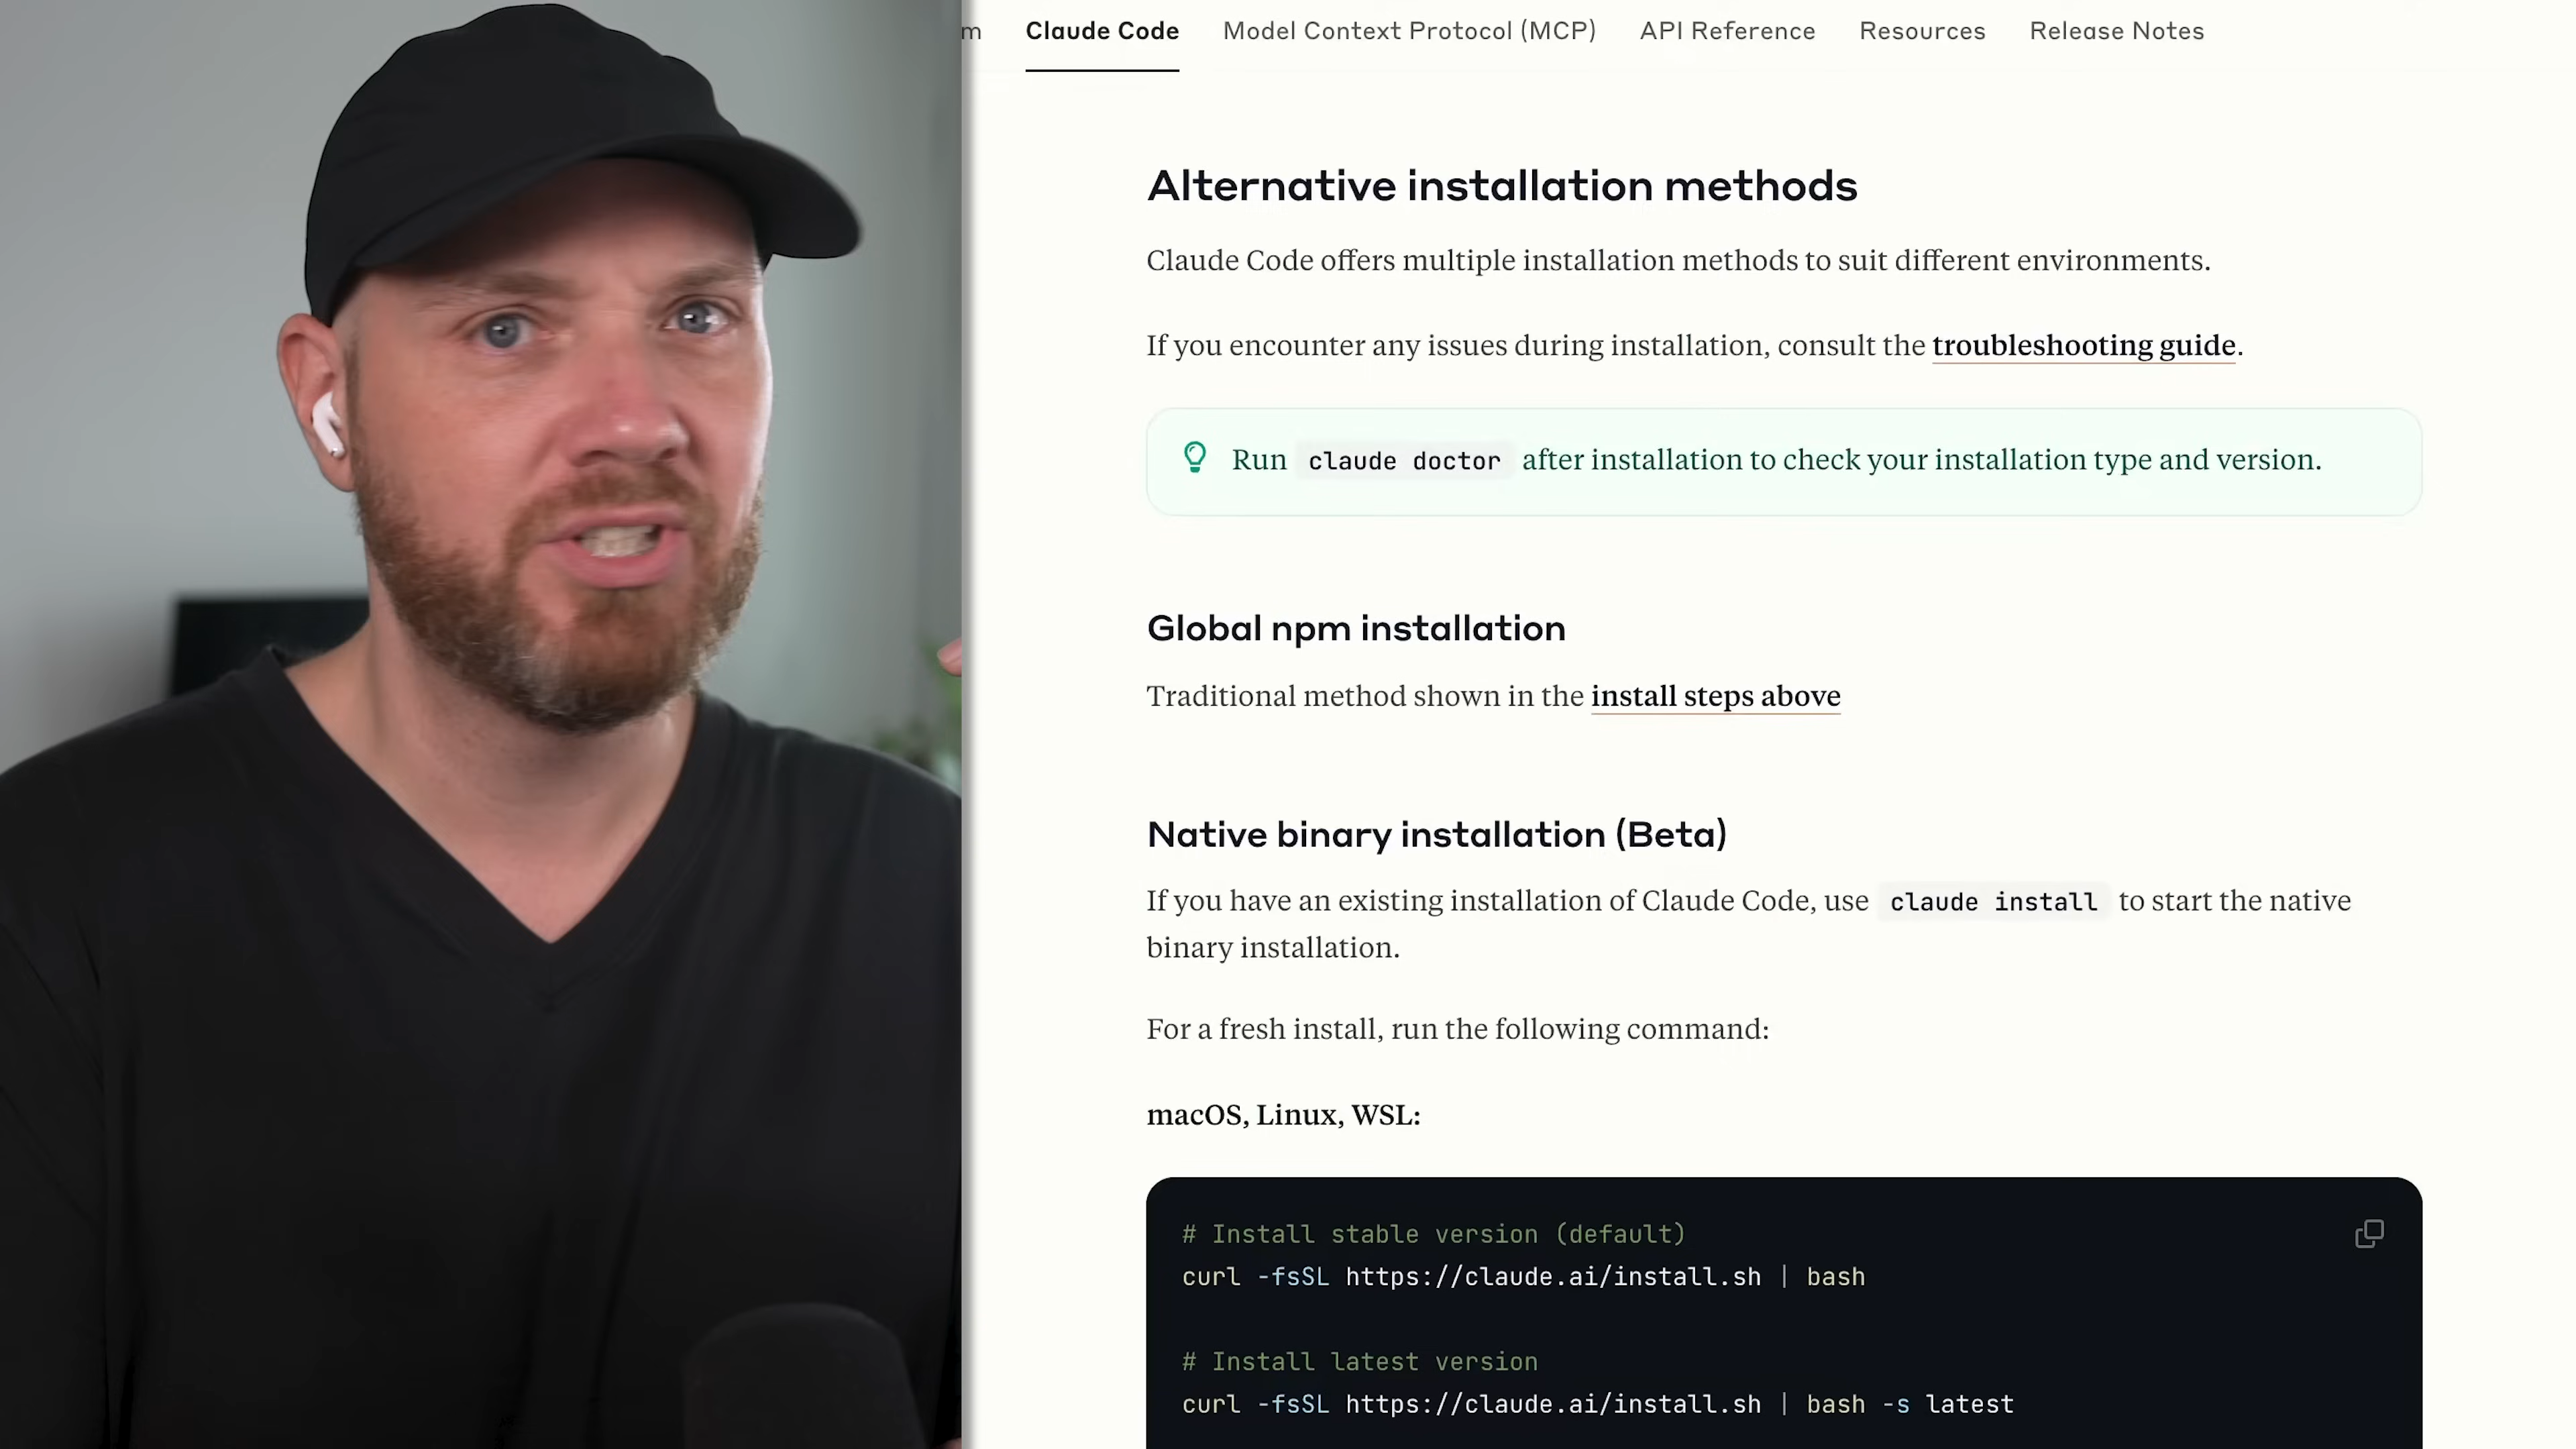 m Claude Code Model Context Protocol (MCP) API Reference Resources Release Notes
Alternative installation methods
Claude Code offers multiple installation methods to suit different environments.
If you encounter any issues during installation, consult the troubleshooting guide.
Run claude doctor after installation to check your installation type and version.
Global npm installation
Traditional method shown in the install steps above
Native binary installation (Beta)
If you have an existing installation of Claude Code, use claude install to start the native
binary installation.
For a fresh install, run the following command:
macOS, Linux, WSL:
# Install stable version (default)
curl -fsSL https://claude.ai/install.sh | bash
# Install latest version
curl -fsSL https://claude.ai/install.sh | bash -s latest